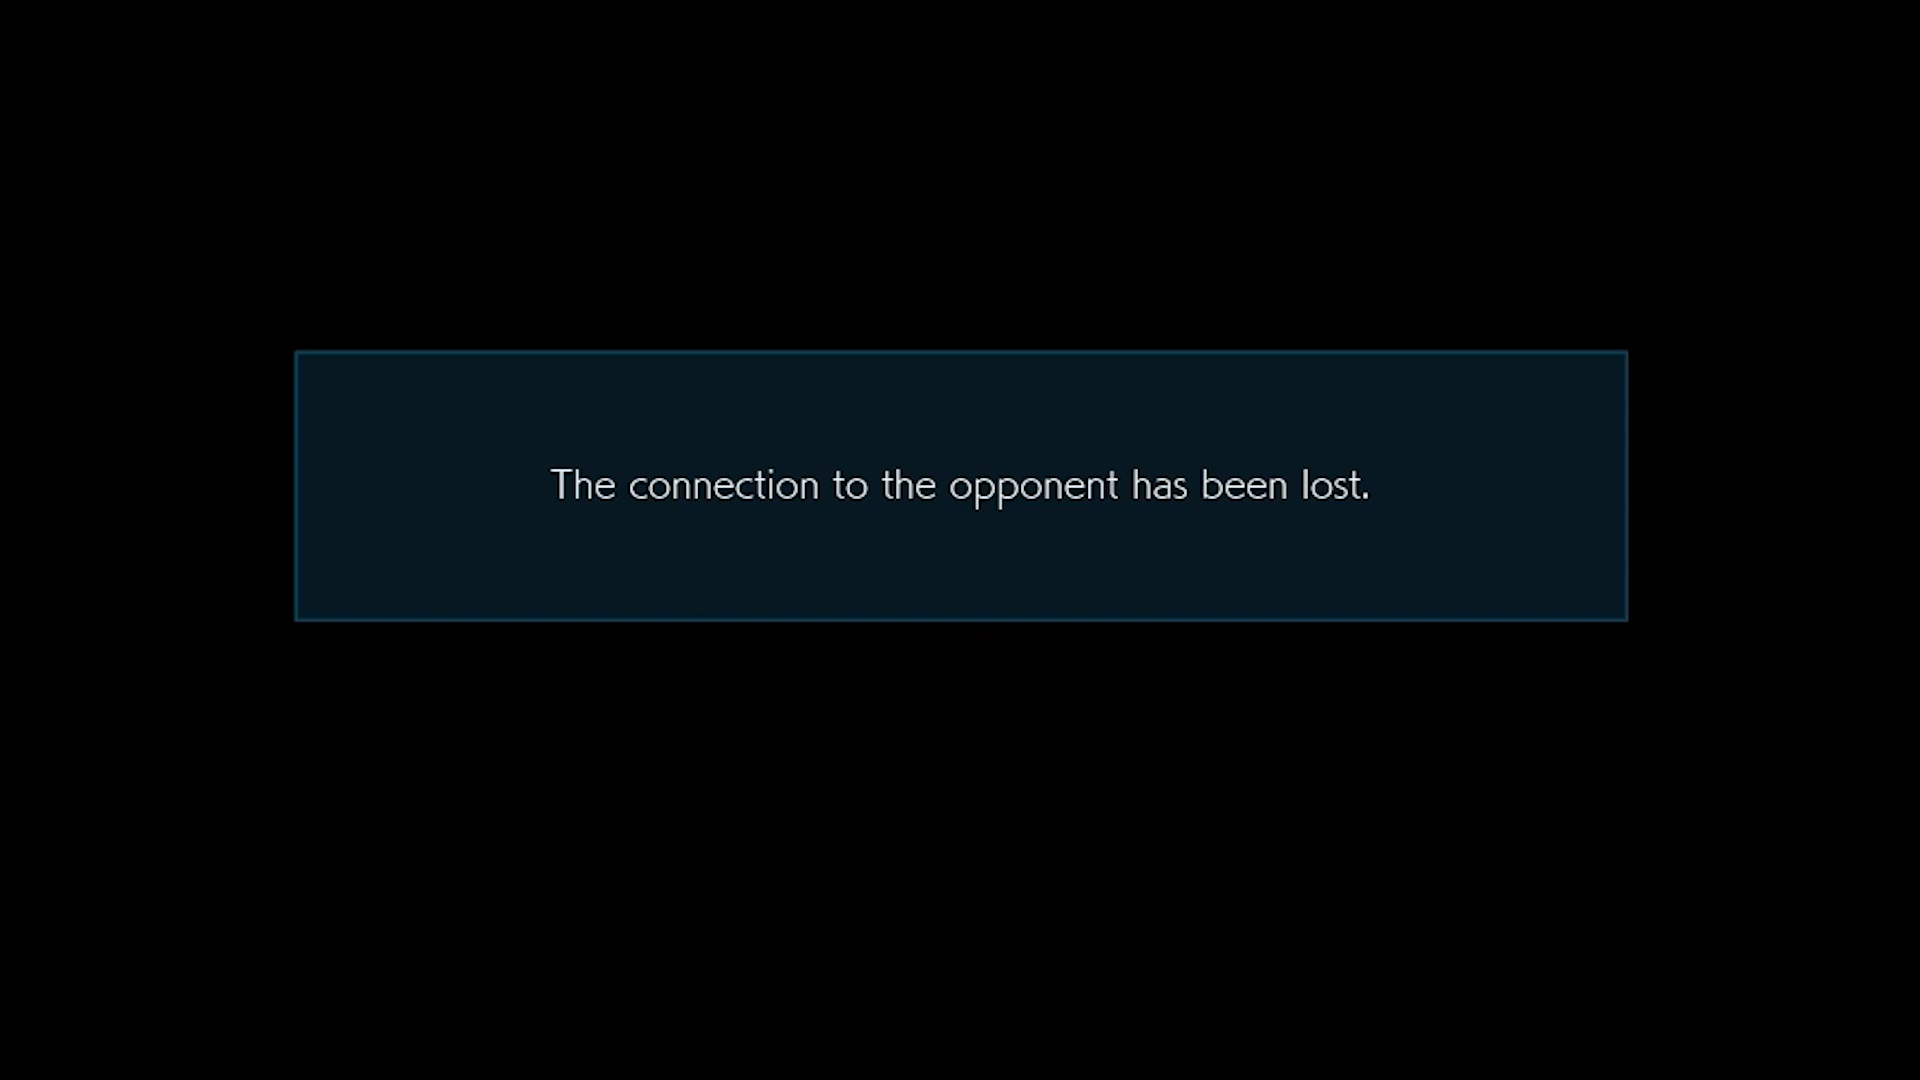 The connection to the opponent has been lost.